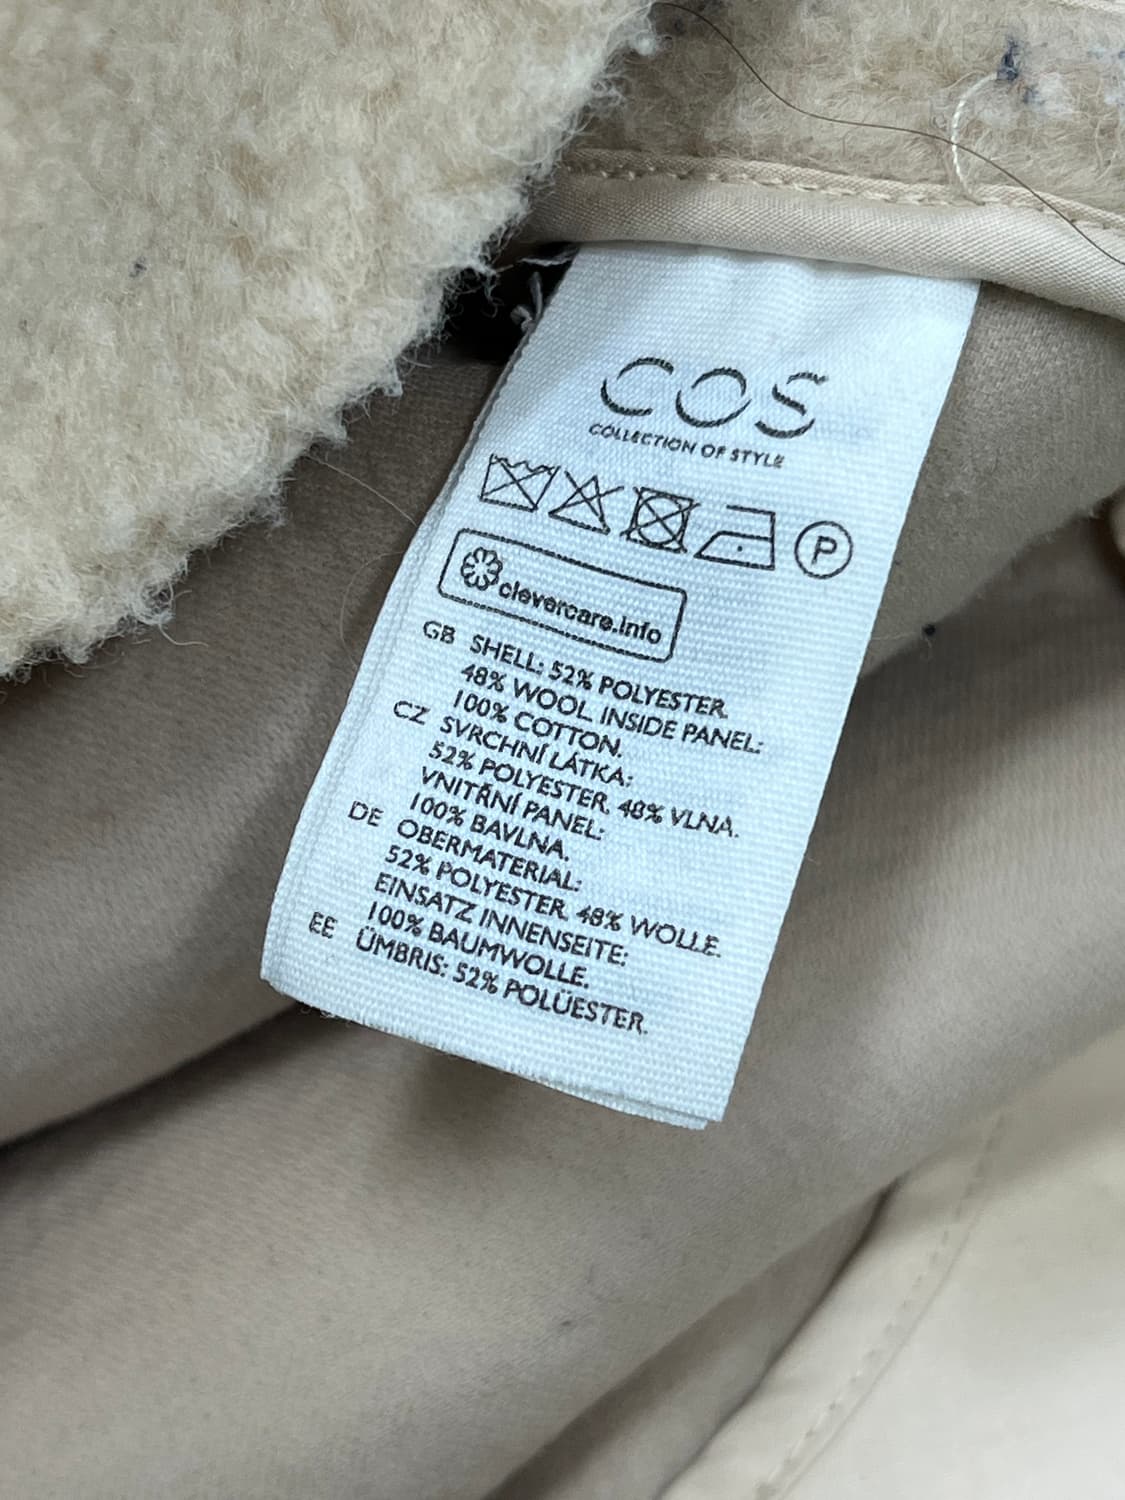 COS
COLLECTION OF STYLE
P
clevercare.info
GB SHELL: 52% POLYESTER.
48% WOOL. INSIDE PANEL:
100% COTTON.
CZ SVRCHNÍ LÁTKA:
52% POLYESTER. 48% VLNA.
VNITŘNÍ PANEL:
100% BAVLNA.
DE OBERMATERIAL:
52% POLYESTER. 48% WOLLE.
EINSATZ INNENSEITE:
100% BAUMWOLLE.
EE ÜMBRIS: 52% POLÜESTER.